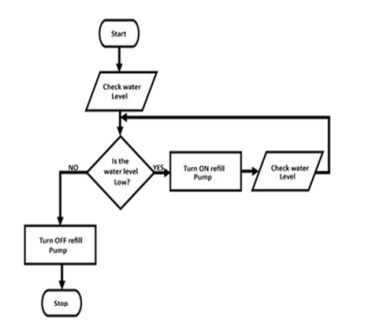 Start
Check water
Level
Is the
water level
Low?
NO
YES
Turn ON refill
Pump
Check water
Level
Turn OFF refill
Pump
Stop